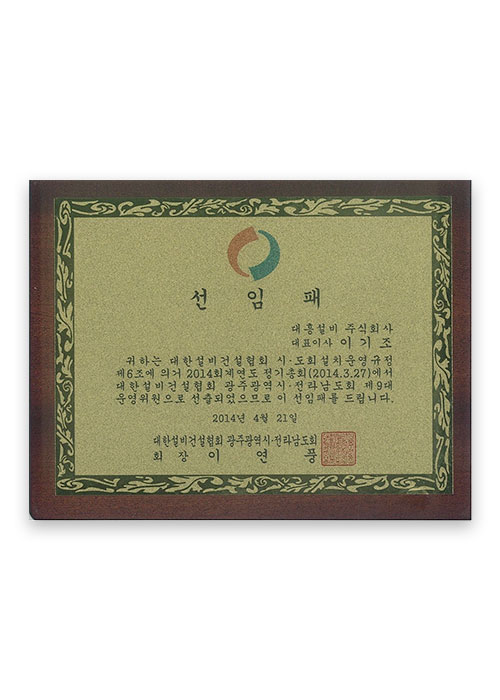 선 임 패
대흥설비 주식회사
대표이사 이 기 조
귀하는 대한설비건설협회 시·도회설치운영규정
제6조에 의거 2014회계연도 정기총회(2014.3.27)에서
대한설비건설협회 광주광역시·전라남도회 제9대
운영위원으로 선출되었으므로 이 선임패를 드립니다.
2014년 4월 21일
대한설비건설협회 광주광역시·전라남도회
회 장 이 연 풍